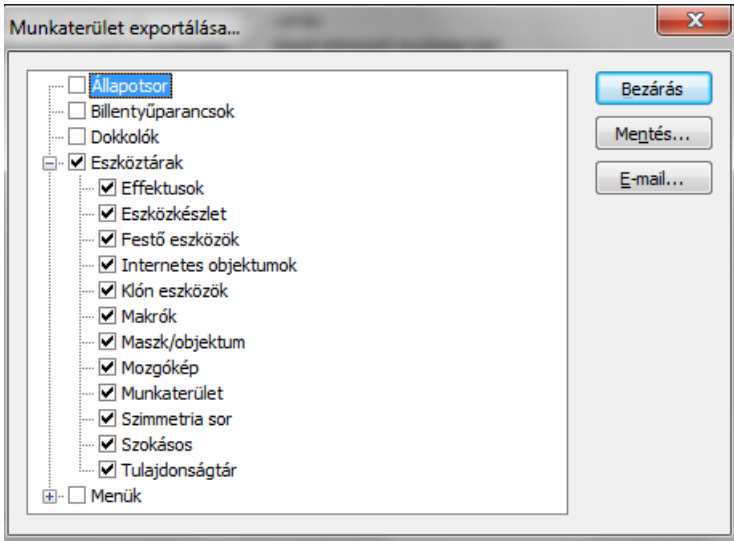 Munkaterület exportálása...
Állapotsor
Billentyűparancsok
Dokkolók
Eszköztárak
Effektusok
Eszközkészlet
Festő eszközök
Internetes objektumok
Klón eszközök
Makrók
Maszk/objektum
Mozgókép
Munkaterület
Szimmetria sor
Szokásos
Tulajdonságtár
Menük
Bezárás
Mentés...
E-mail...